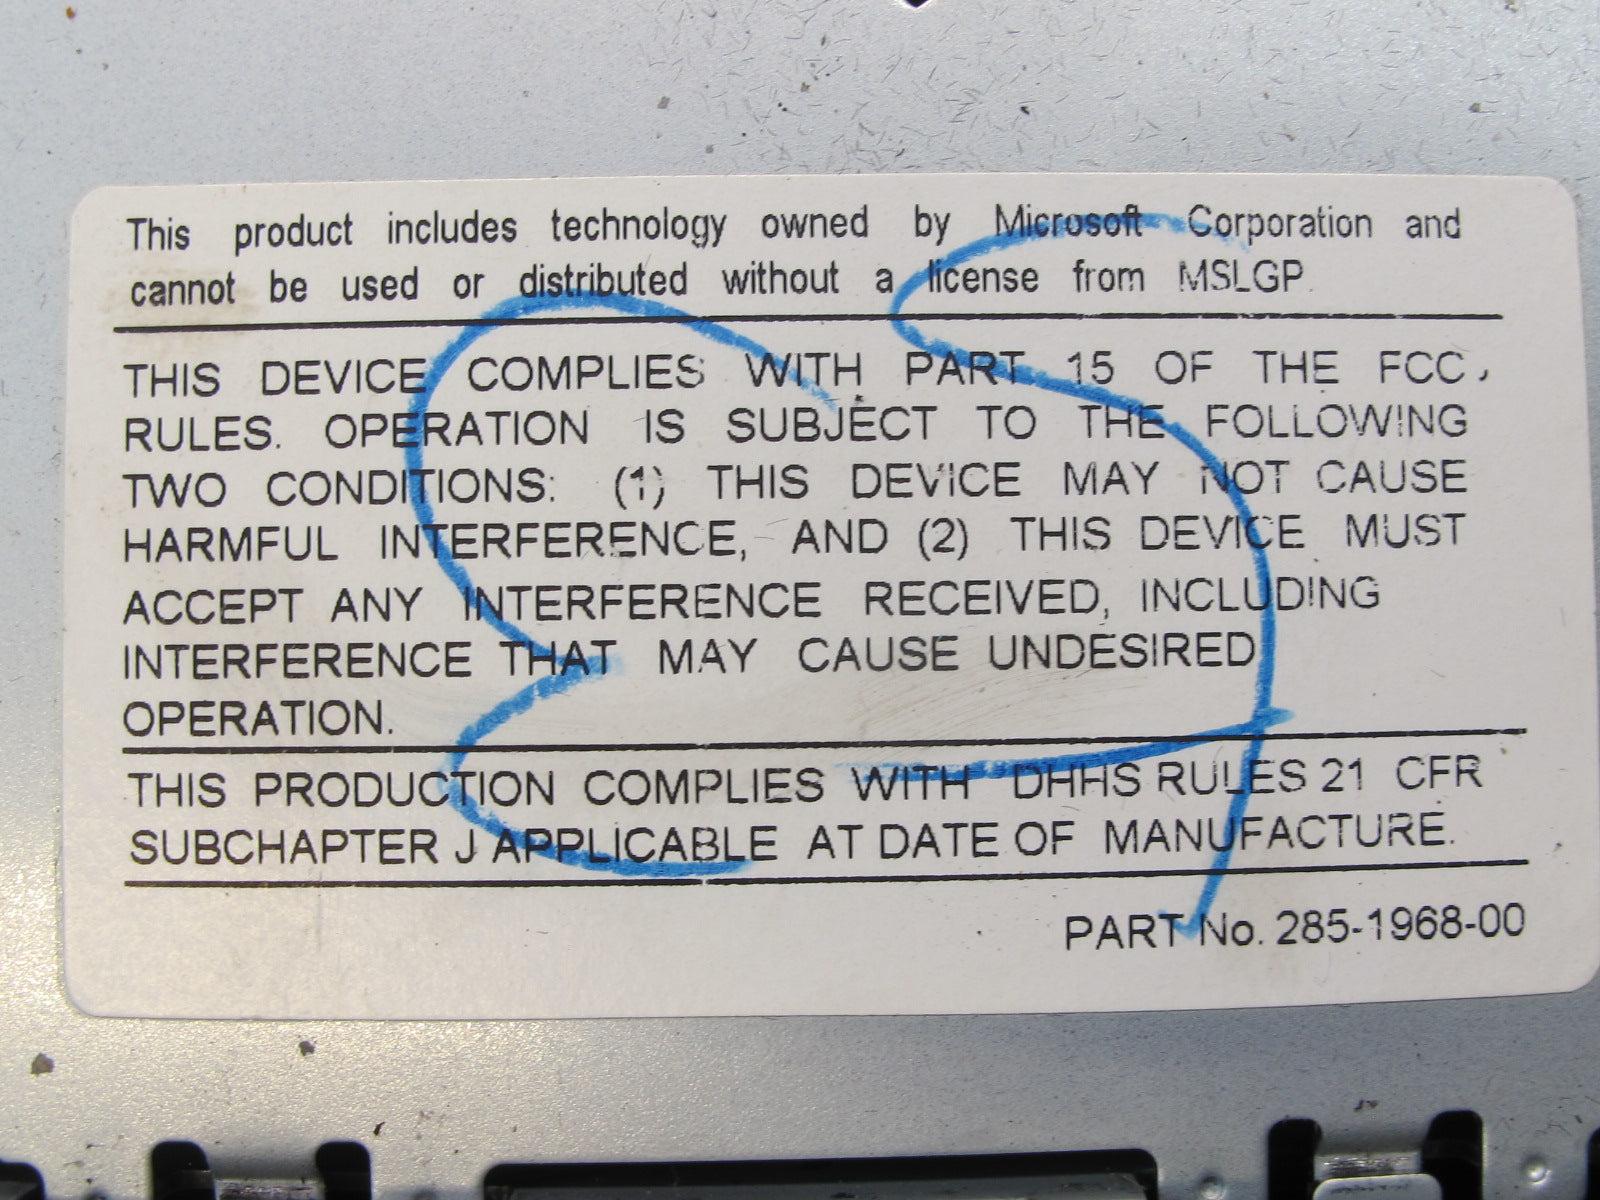 This product includes technology owned by Microsoft Corporation and
cannot be used or distributed without a license from MSLGP.
THIS DEVICE COMPLIES WITH PART 15 OF THE FCC,
RULES. OPERATION IS SUBJECT TO THE FOLLOWING
TWO CONDITIONS: (1) THIS DEVICE MAY NOT CAUSE
HARMFUL INTERFERENCE, AND (2) THIS DEVICE MUST
ACCEPT ANY INTERFERENCE RECEIVED, INCLUDING
INTERFERENCE THAT MAY CAUSE UNDESIRED
OPERATION.
THIS PRODUCTION COMPLIES WITH DHHS RULES 21 CFR
SUBCHAPTER J APPLICABLE AT DATE OF MANUFACTURE.
PART No. 285-1968-00